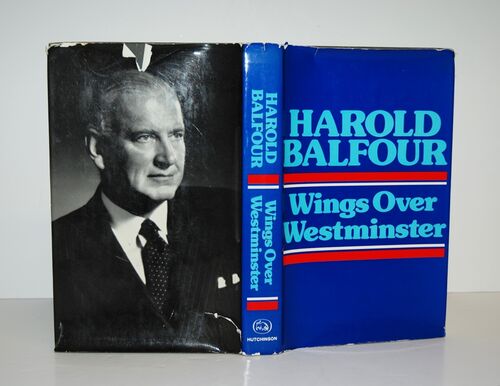 HAROLD
BALFOUR
Wings Over
Westminster
HUTCHINSON
HAROLD
BALFOUR
Wings Over
Westminster